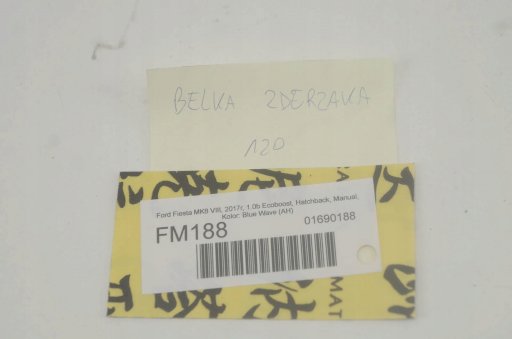 BELKA ZDERZAKA
120
Ford Fiesta MK8 VIII, 2017r, 1.0b Ecoboost, Hatchback, Manual,
Kolor: Blue Wave (AH)
FM188
01690188
MAT